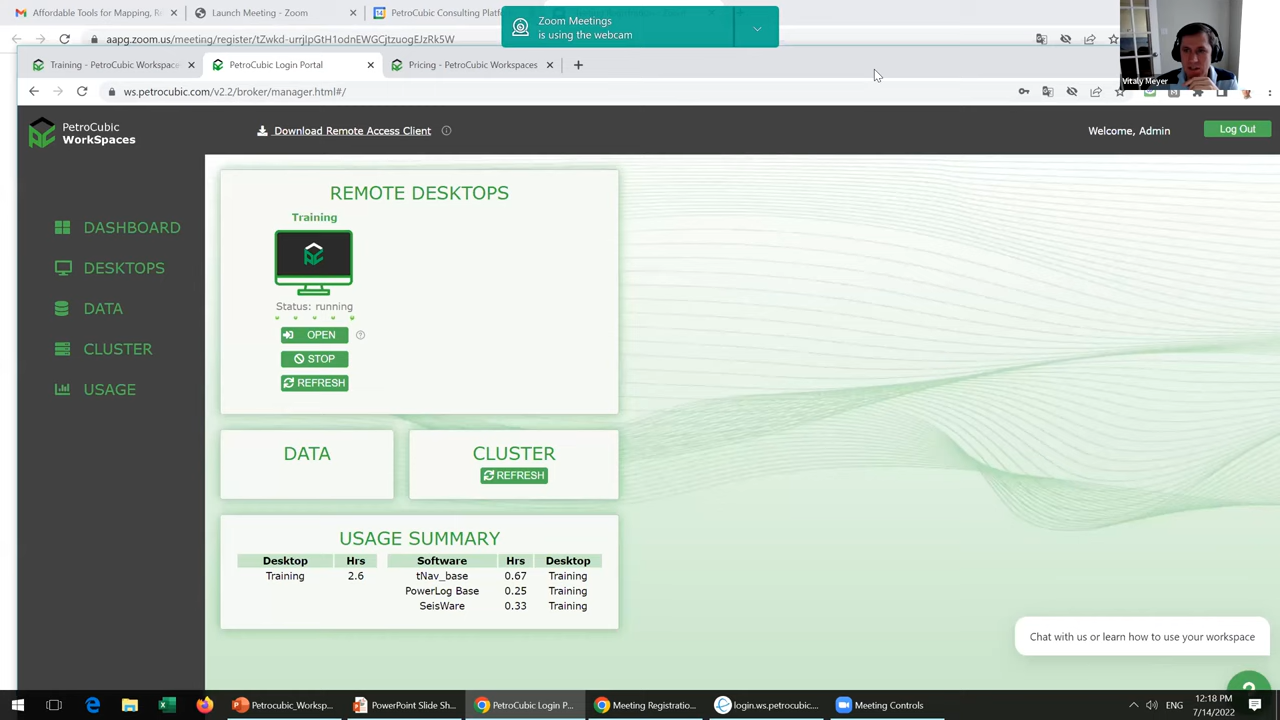 Affordable Tools for Mapping, R
Launch Meeting - Zoom
PetroCubic Consulting Platfo
Zoom Meetings
is using the webcam
aapg.zoom.us/meeting/register/
Training - PetroCubic Workspace
PetroCubic Login Portal
Pricing - PetroCubic Workspaces
Vitaly Meyer
ws.petrocubic.com/v2.2/broker/manager.html#/
PetroCubic
WorkSpaces
Download Remote Access Client
Welcome, Admin
Log Out
DASHBOARD
DESKTOPS
DATA
CLUSTER
USAGE
REMOTE DESKTOPS
Training
Status: running
OPEN
STOP
REFRESH
DATA
CLUSTER
REFRESH
USAGE SUMMARY
Desktop Hrs Software Hrs Desktop
Training 2.6 tNav_base 0.67 Training
PowerLog Base 0.25 Training
SeisWare 0.33 Training
Chat with us or learn how to use your workspace
Petrocubic_Worksp...
PowerPoint Slide Sh...
PetroCubic Login P...
Meeting Registratio...
login.ws.petrocubic....
Meeting Controls
ENG
12:18 PM
7/14/2022